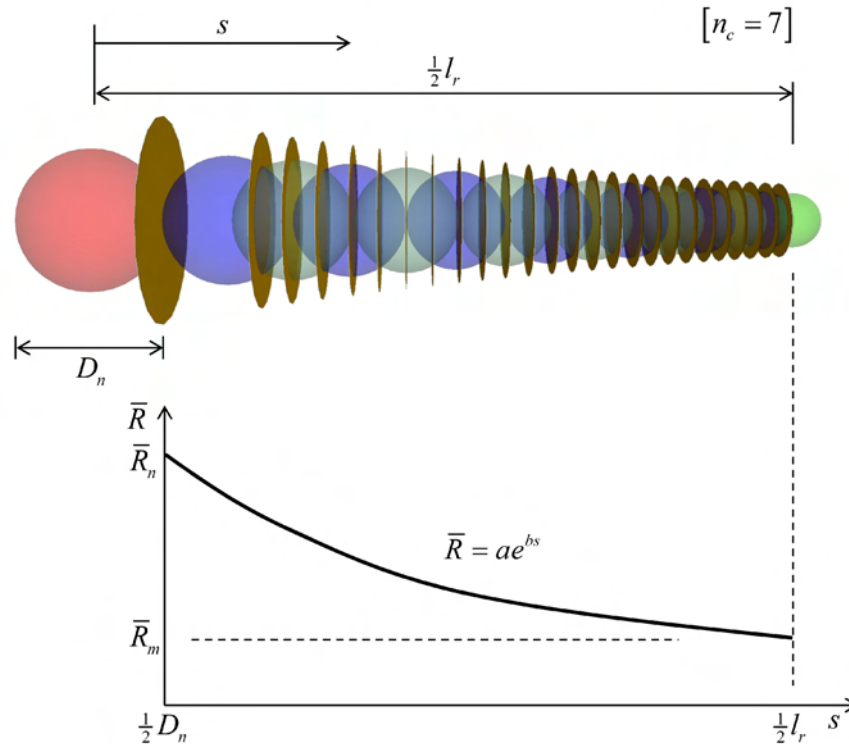 s
[n_c = 7]
½ l_r
D_n
R̅
R̅_n
R̅ = ae^{bs}
R̅_m
½ D_n
½ l_r
s